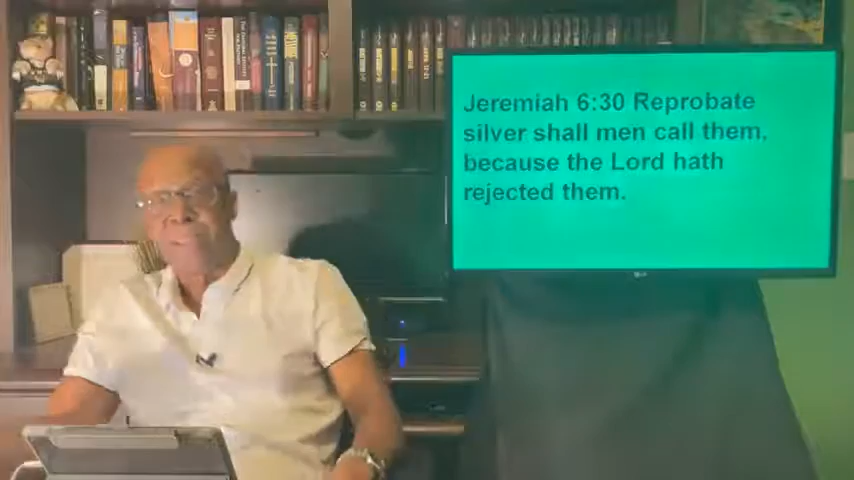 Jeremiah 6:30 Reprobate
silver shall men call them,
because the Lord hath
rejected them.